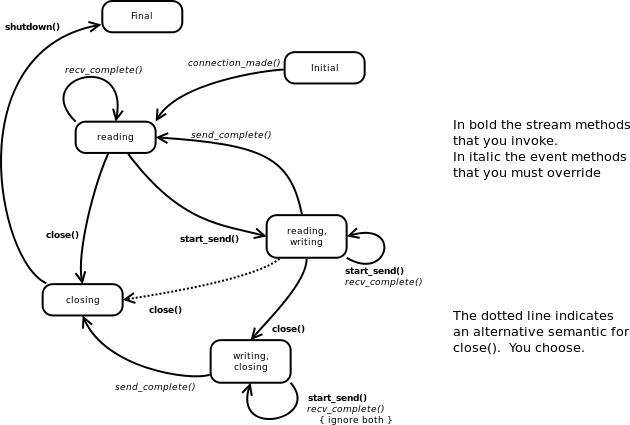 Final
shutdown()
connection_made()
Initial
recv_complete()
reading
send_complete()
In bold the stream methods
that you invoke.
In italic the event methods
that you must override
close()
start_send()
reading,
writing
start_send()
recv_complete()
closing
close()
close()
The dotted line indicates
an alternative semantic for
close().  You choose.
writing,
closing
send_complete()
start_send()
recv_complete()
{ ignore both }